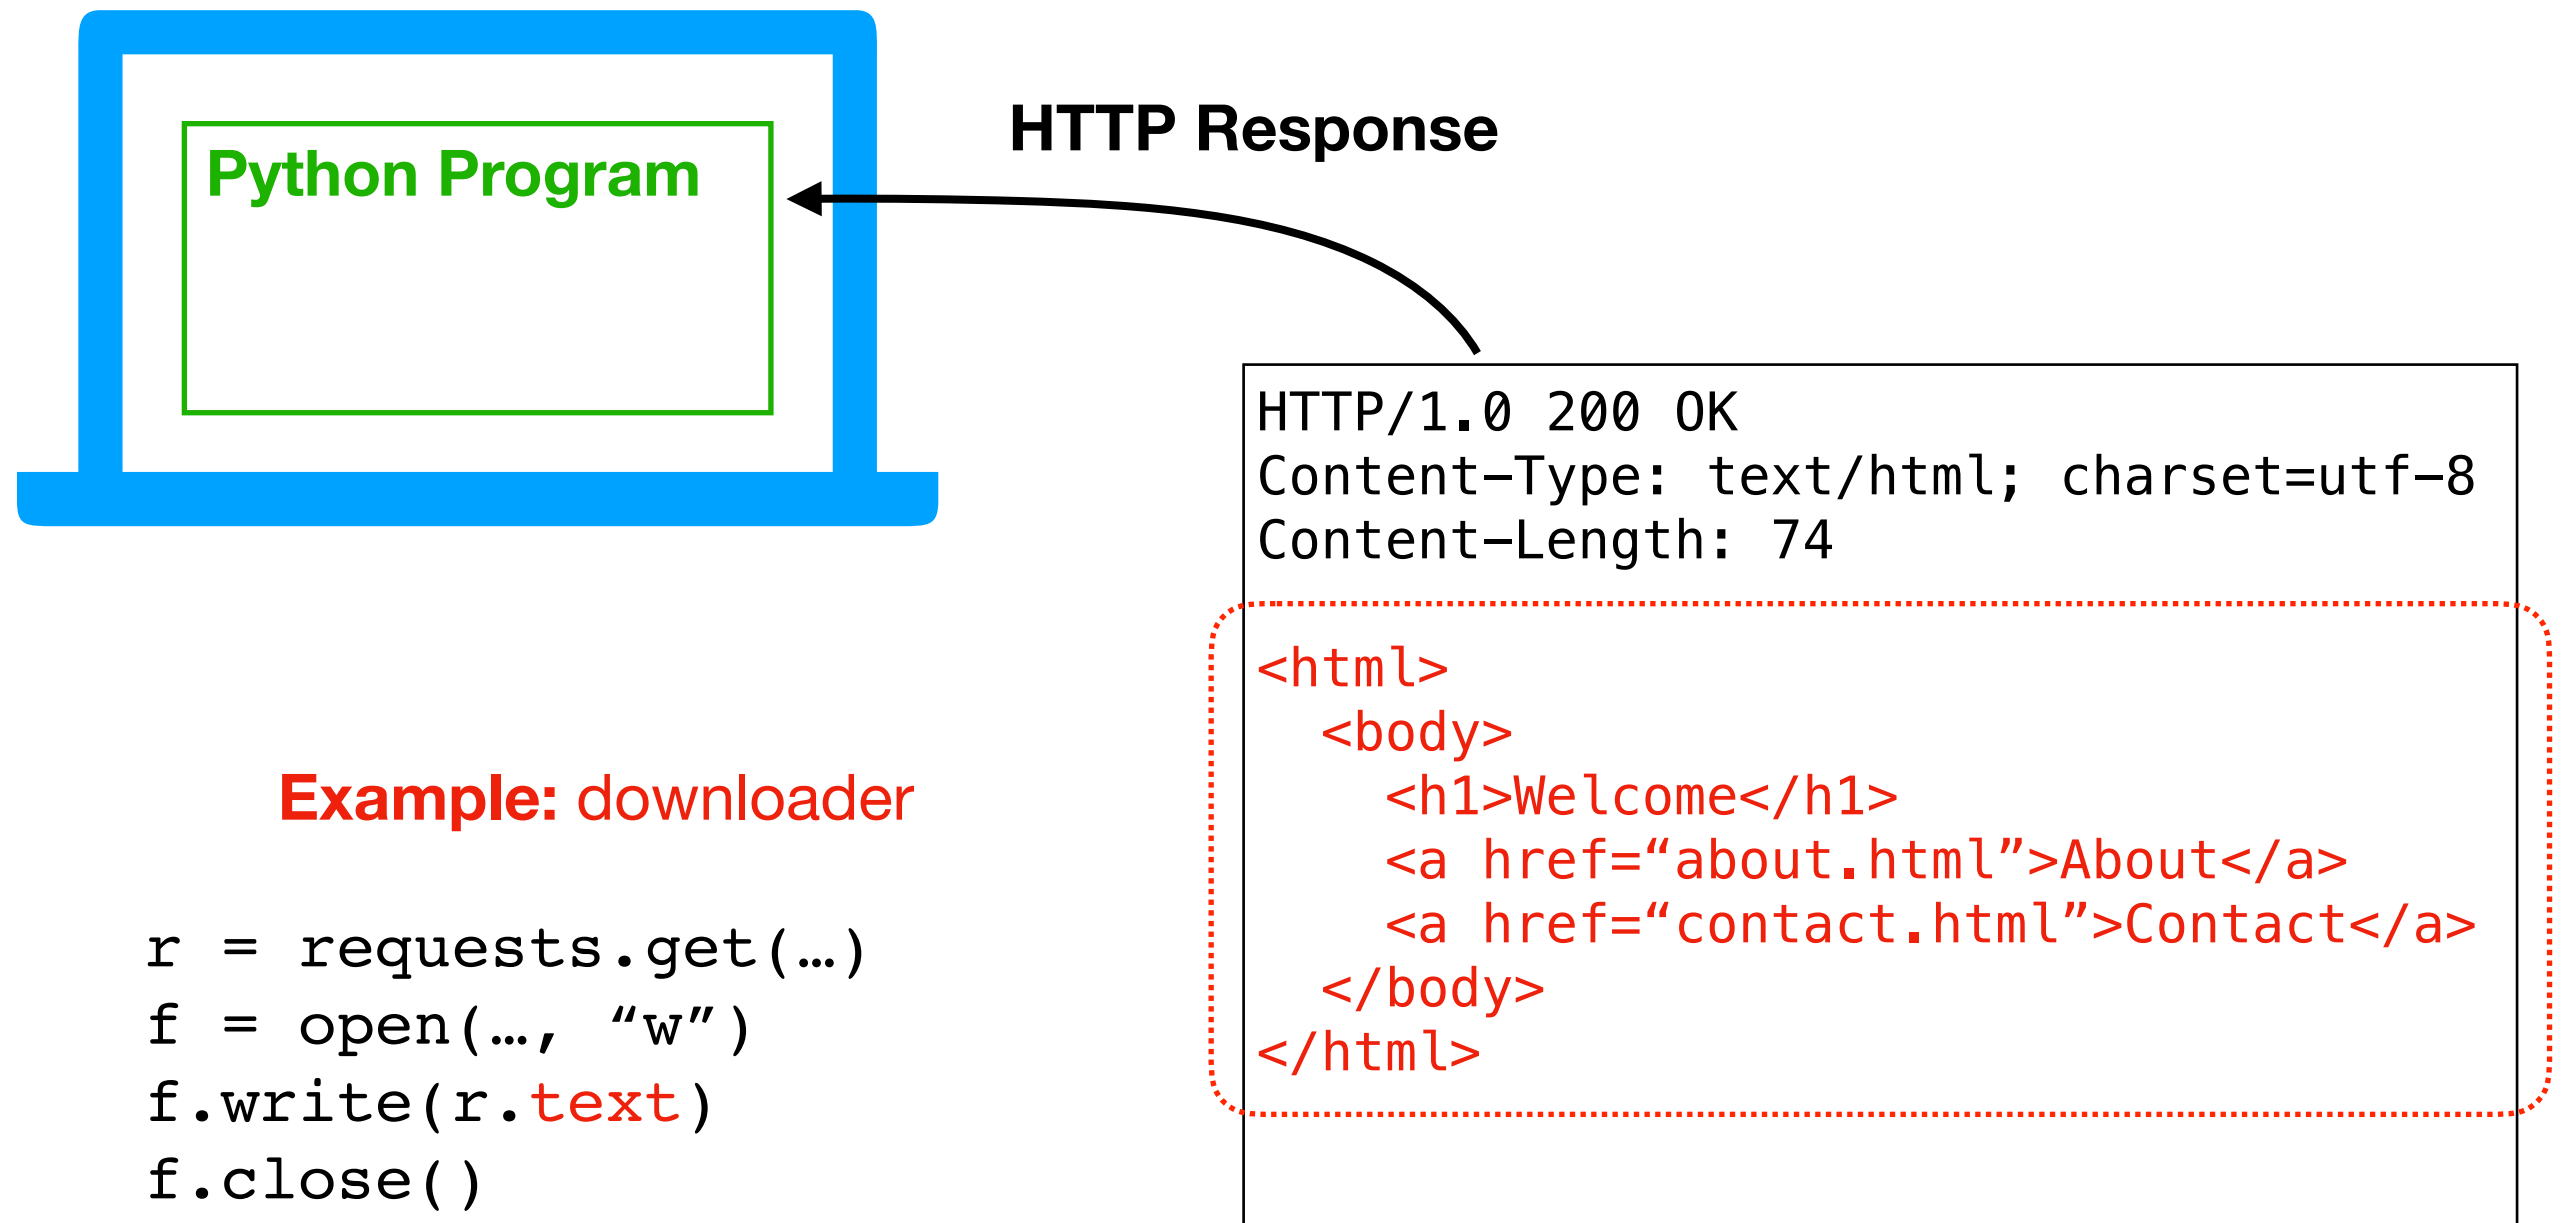 Python Program
HTTP Response
HTTP/1.0 200 OK
Content-Type: text/html; charset=utf-8
Content-Length: 74
<html>
  <body>
    <h1>Welcome</h1>
    <a href=“about.html”>About</a>
    <a href=“contact.html”>Contact</a>
  </body>
</html>
Example: downloader
r = requests.get(…)
f = open(…, “w”)
f.write(r.text)
f.close()